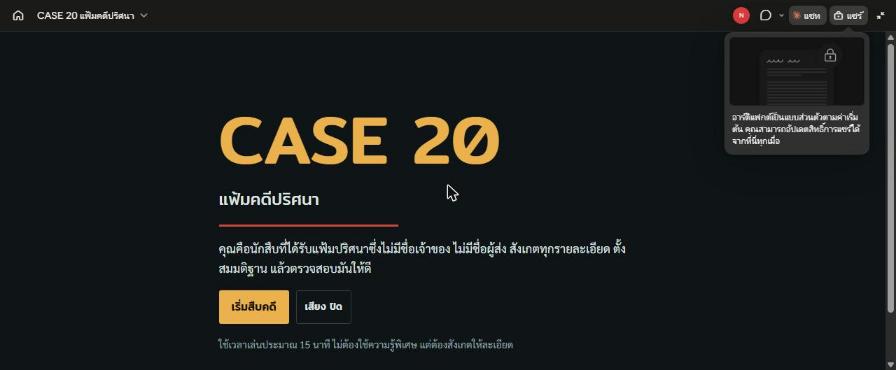 CASE 20 แฟ้มคดีปริศนา
N
แชท
แชร์
อาร์ติแฟกต์เป็นแบบส่วนตัวตามค่าเริ่ม
ต้น คุณสามารถอัปเดตสิทธิ์การแชร์ได้
จากที่นี่ทุกเมื่อ
CASE 20
แฟ้มคดีปริศนา
คุณคือนักสืบที่ได้รับแฟ้มปริศนาซึ่งไม่มีชื่อเจ้าของ ไม่มีชื่อผู้ส่ง สังเกตทุกรายละเอียด ตั้ง
สมมติฐาน แล้วตรวจสอบมันให้ดี
เริ่มสืบคดี
เสียง ปิด
ใช้เวลาเล่นประมาณ 15 นาที ไม่ต้องใช้ความรู้พิเศษ แต่ต้องสังเกตให้ละเอียด